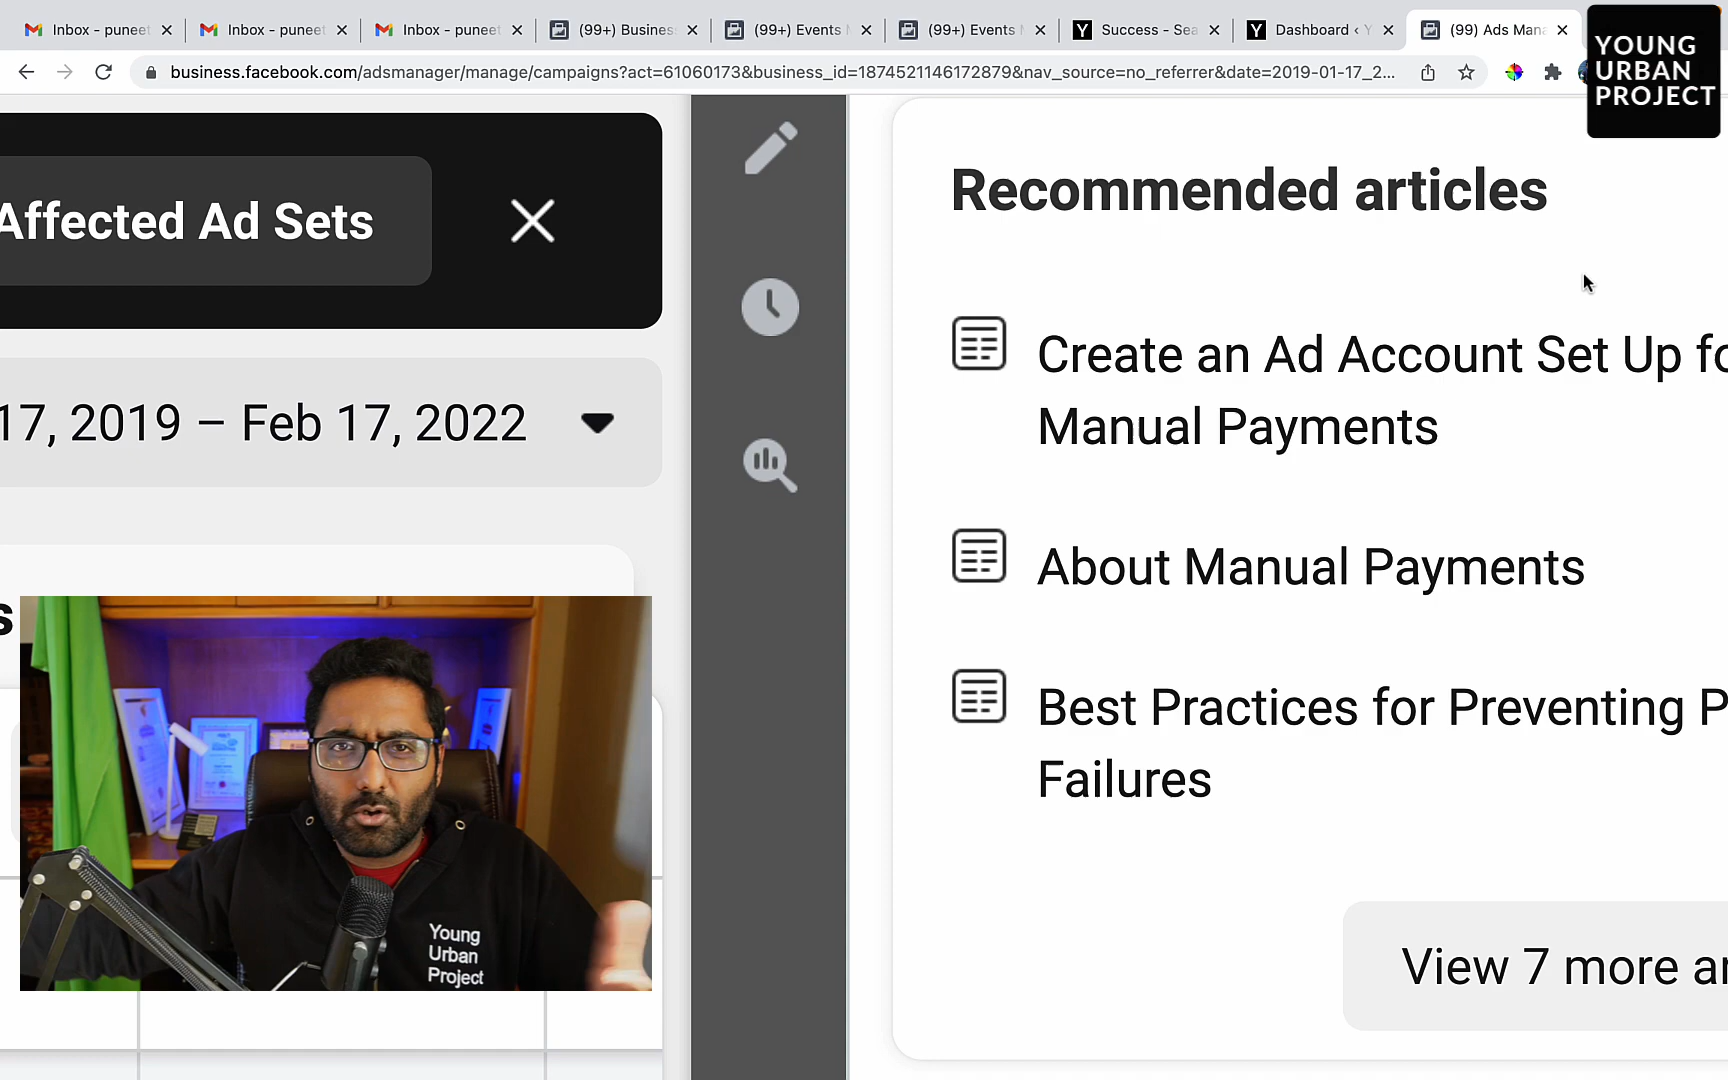 Inbox - puneet
Inbox - puneet
Inbox - puneet
(99+) Business
(99+) Events M
(99+) Events M
Success - Sea
Dashboard ‹ Y
(99) Ads Mana
business.facebook.com/adsmanager/manage/campaigns?act=61060173&business_id=1874521146172879&nav_source=no_referrer&date=2019-01-17_2...
YOUNG
URBAN
PROJECT
Affected Ad Sets
17, 2019 – Feb 17, 2022
s
Recommended articles
Create an Ad Account Set Up fo
Manual Payments
About Manual Payments
Best Practices for Preventing P
Failures
View 7 more ar
Young
Urban
Project